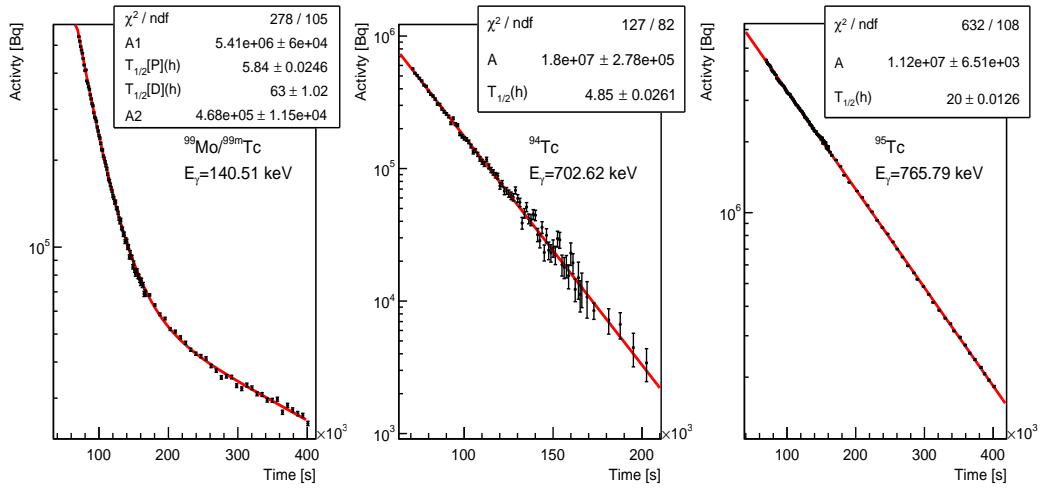 Activty [Bq]
χ² / ndf 278 / 105
A1 5.41e+06 ± 6e+04
T1/2[P](h) 5.84 ± 0.0246
T1/2[D](h) 63 ± 1.02
A2 4.68e+05 ± 1.15e+04
⁹⁹Mo/⁹⁹ᵐTc
Eγ=140.51 keV
10⁵
100 200 300 400
×10³
Time [s]
Activty [Bq]
χ² / ndf 127 / 82
A 1.8e+07 ± 2.78e+05
T1/2(h) 4.85 ± 0.0261
⁹⁴Tc
Eγ=702.62 keV
10⁶
10⁵
10⁴
10³
100 150 200
×10³
Time [s]
Activity [Bq]
χ² / ndf 632 / 108
A 1.12e+07 ± 6.51e+03
T1/2(h) 20 ± 0.0126
⁹⁵Tc
Eγ=765.79 keV
10⁶
100 200 300 400
×10³
Time [s]